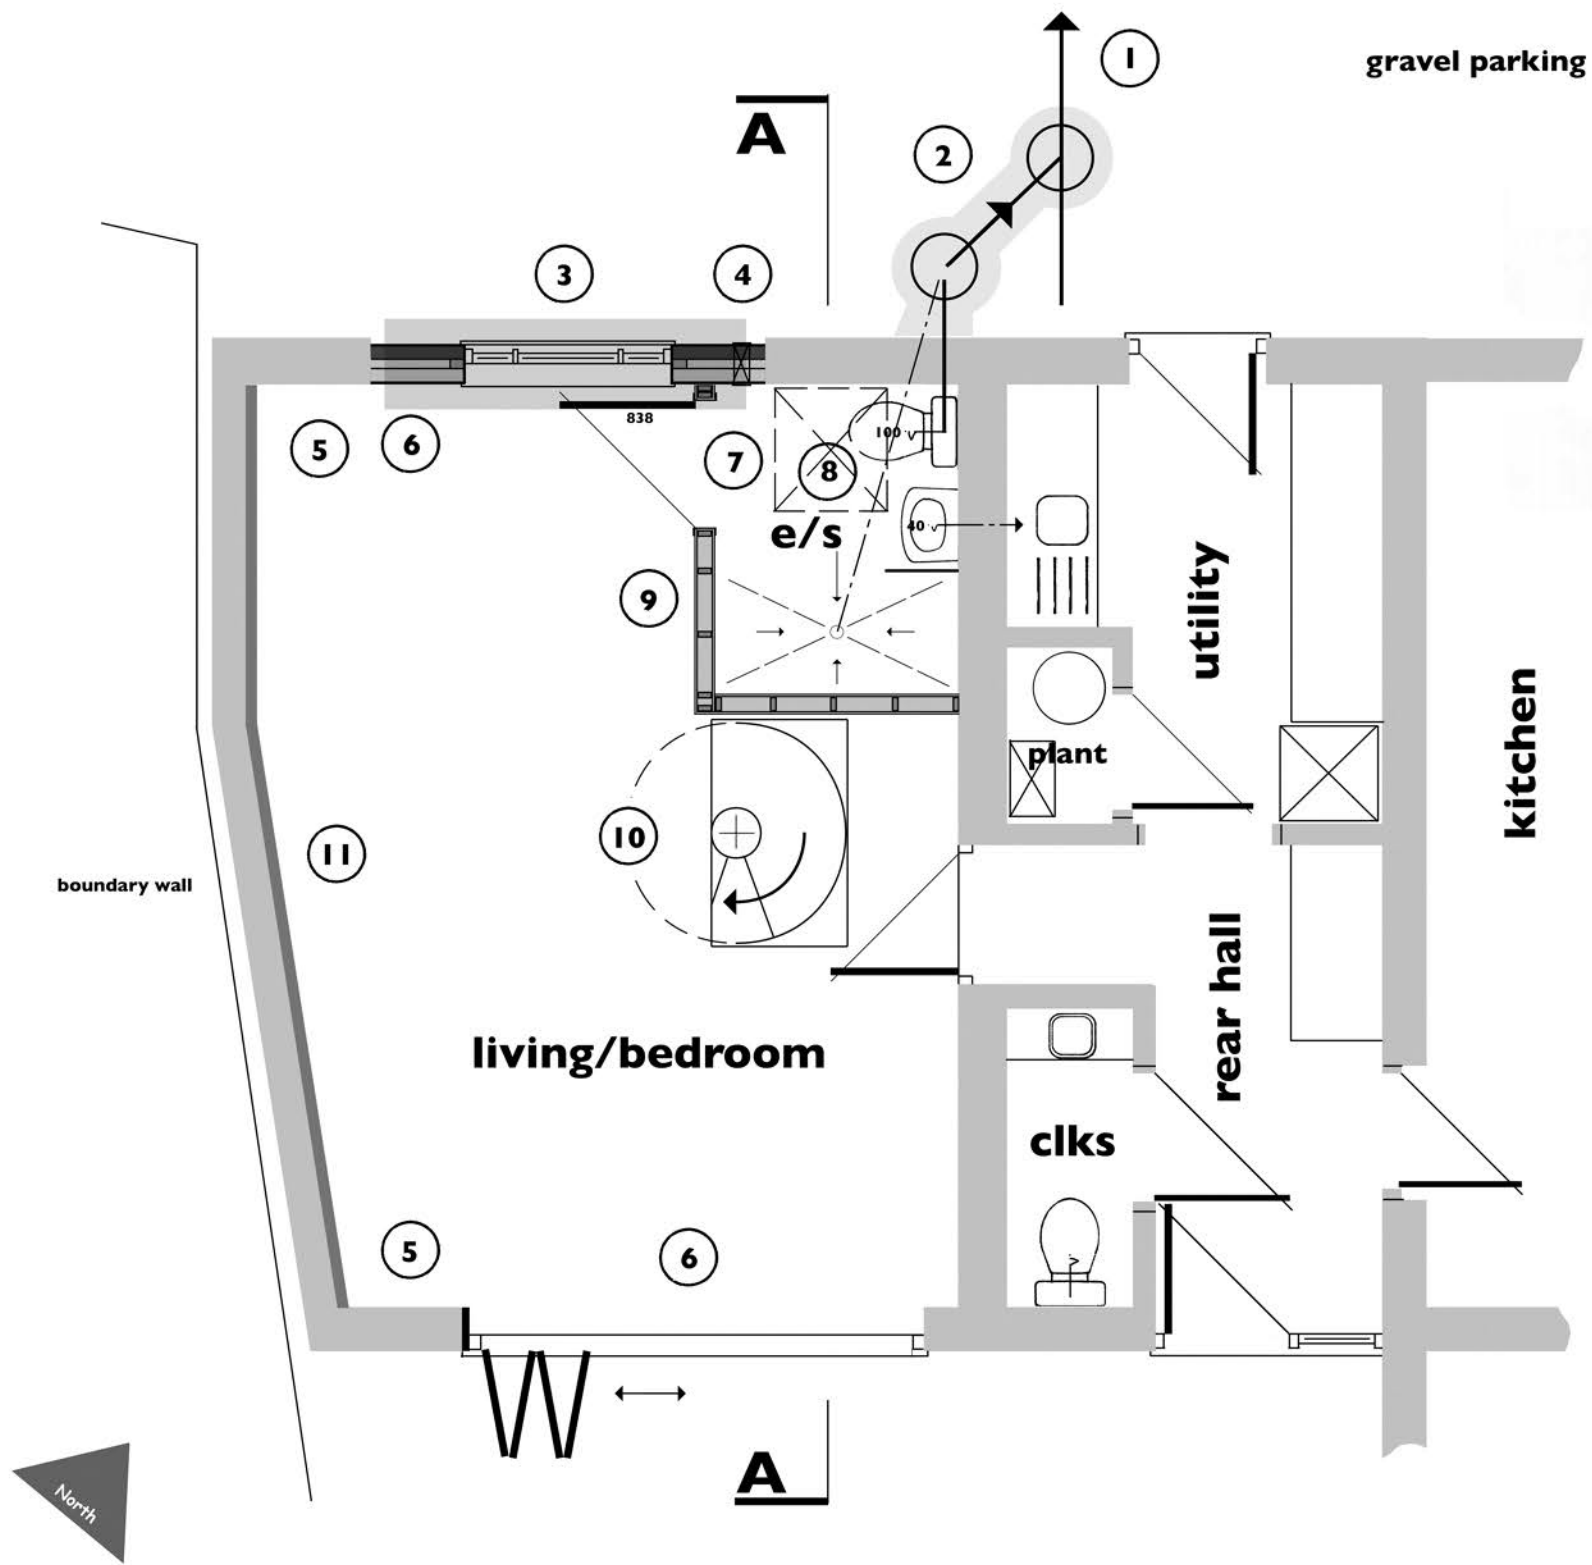 1
gravel parking
A
2
3
4
838
5
6
7
8
100
e/s
40
9
utility
plant
kitchen
10
11
boundary wall
rear hall
living/bedroom
clks
5
6
A
North